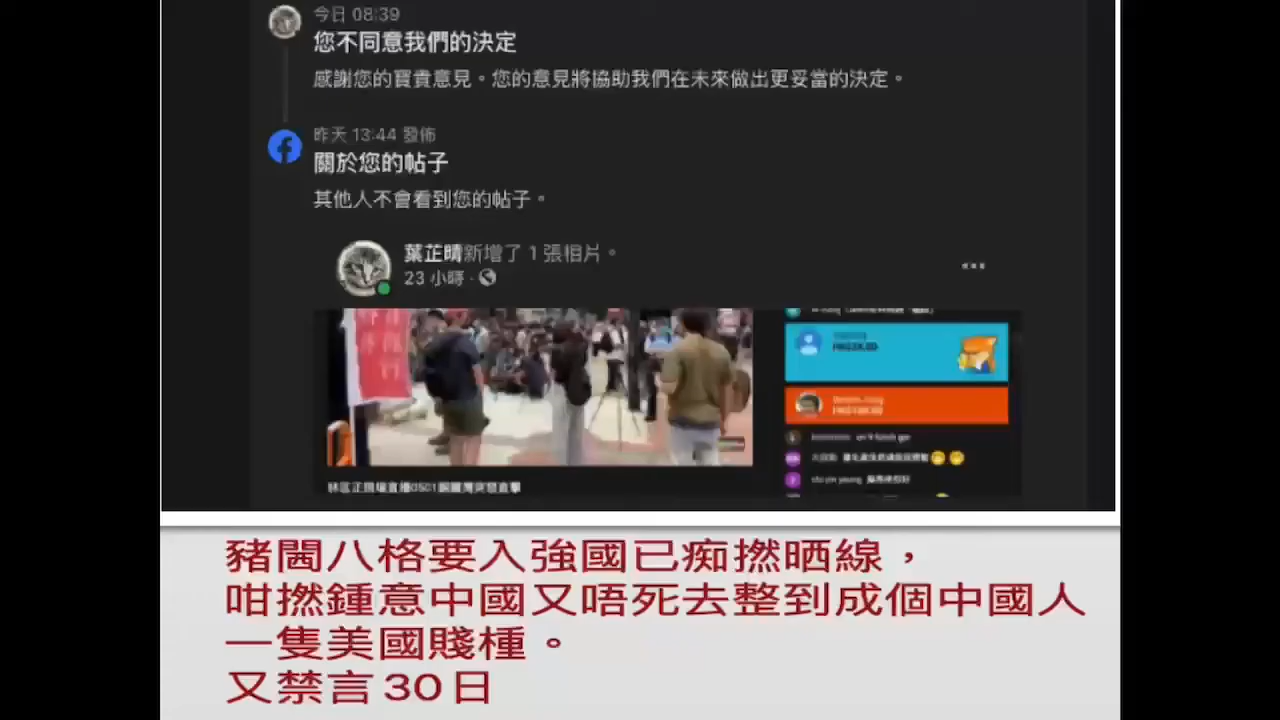 今日 08:39
您不同意我們的決定
感謝您的寶貴意見。您的意見將協助我們在未來做出更妥當的決定。
昨天 13:44 發佈
關於您的帖子
其他人不會看到您的帖子。
葉芷晴新增了 1 張相片。
23 小時 ·
豬閪八格要入強國已痴撚晒線，
咁撚鍾意中國又唔死去整到成個中國人
一隻美國賤種。
又禁言30日